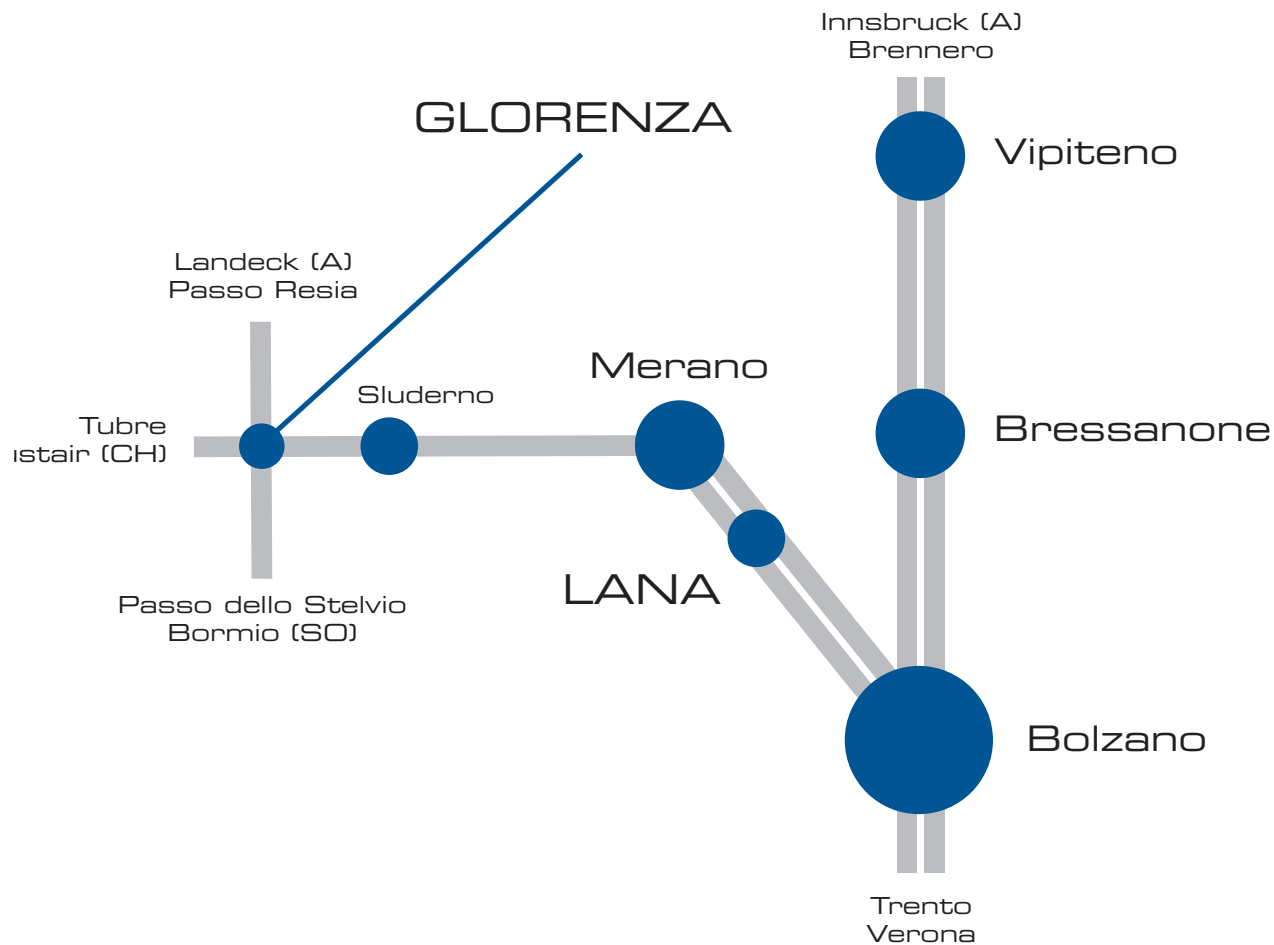 Innsbruck (A)
Brennero
GLORENZA
Vipiteno
Landeck (A)
Passo Resia
Merano
Sluderno
Tubre
(CH)
Bressanone
LANA
Passo dello Stelvio
Bormio (SO)
Bolzano
Trento
Verona